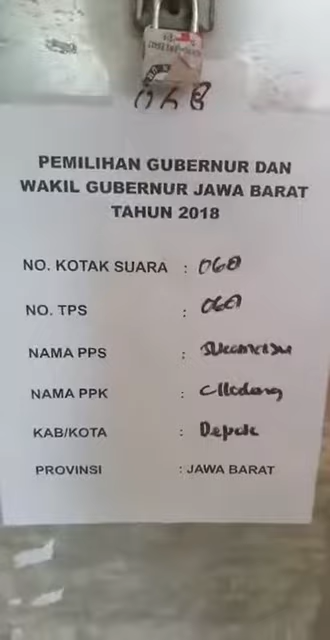 068
PEMILIHAN GUBERNUR DAN
WAKIL GUBERNUR JAWA BARAT
TAHUN 2018
NO. KOTAK SUARA : 068
NO. TPS : 068
NAMA PPS :
NAMA PPK :
KAB/KOTA : Depok
PROVINSI : JAWA BARAT